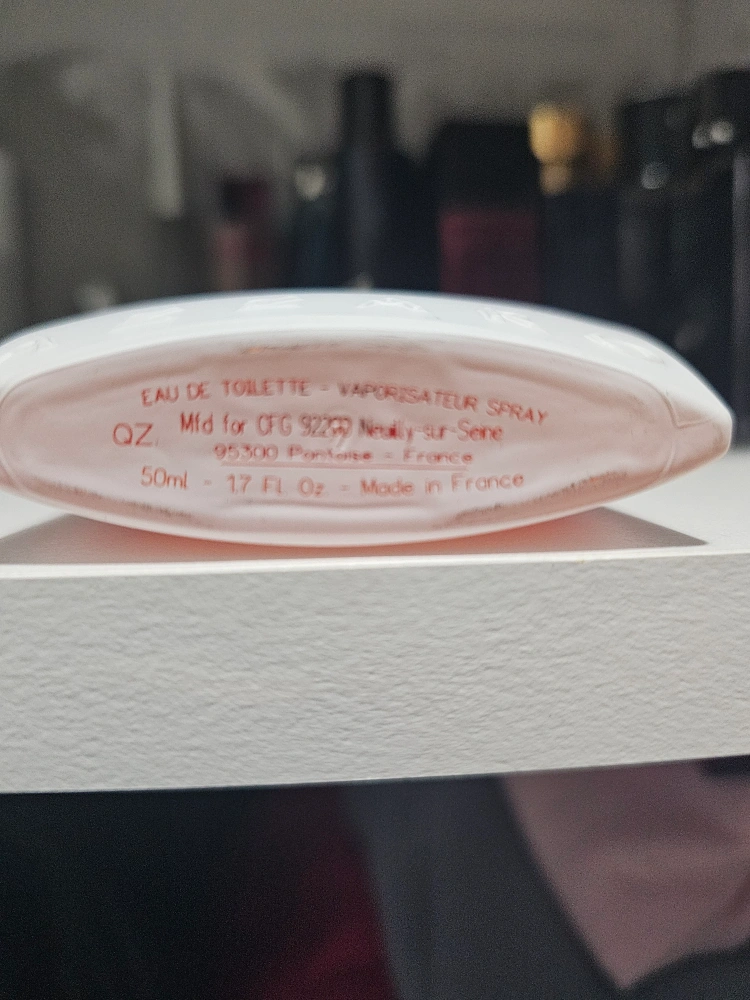 EAU DE TOILETTE - VAPORISATEUR SPRAY
QZ. Mfd for CFG 92200 Neuilly-sur-Seine
95300 Pontoise - France
50ml - 1.7 Fl. Oz. - Made in France